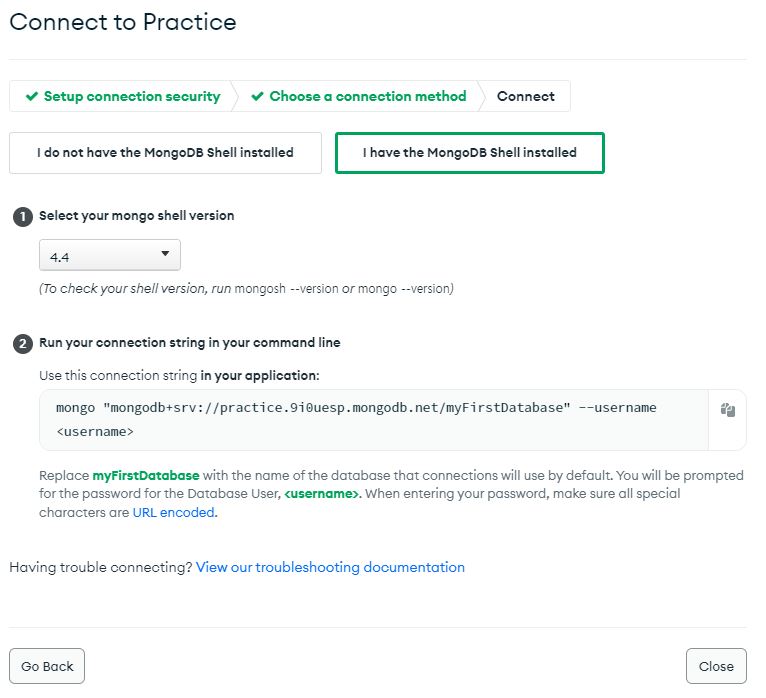 Connect to Practice
Setup connection security
Choose a connection method
Connect
I do not have the MongoDB Shell installed
I have the MongoDB Shell installed
1 Select your mongo shell version
4.4
(To check your shell version, run mongosh --version or mongo --version)
2 Run your connection string in your command line
Use this connection string in your application:
mongo "mongodb+srv://practice.9i0uesp.mongodb.net/myFirstDatabase" --username
<username>
Replace myFirstDatabase with the name of the database that connections will use by default. You will be prompted
for the password for the Database User, <username>. When entering your password, make sure all special
characters are URL encoded.
Having trouble connecting? View our troubleshooting documentation
Go Back
Close